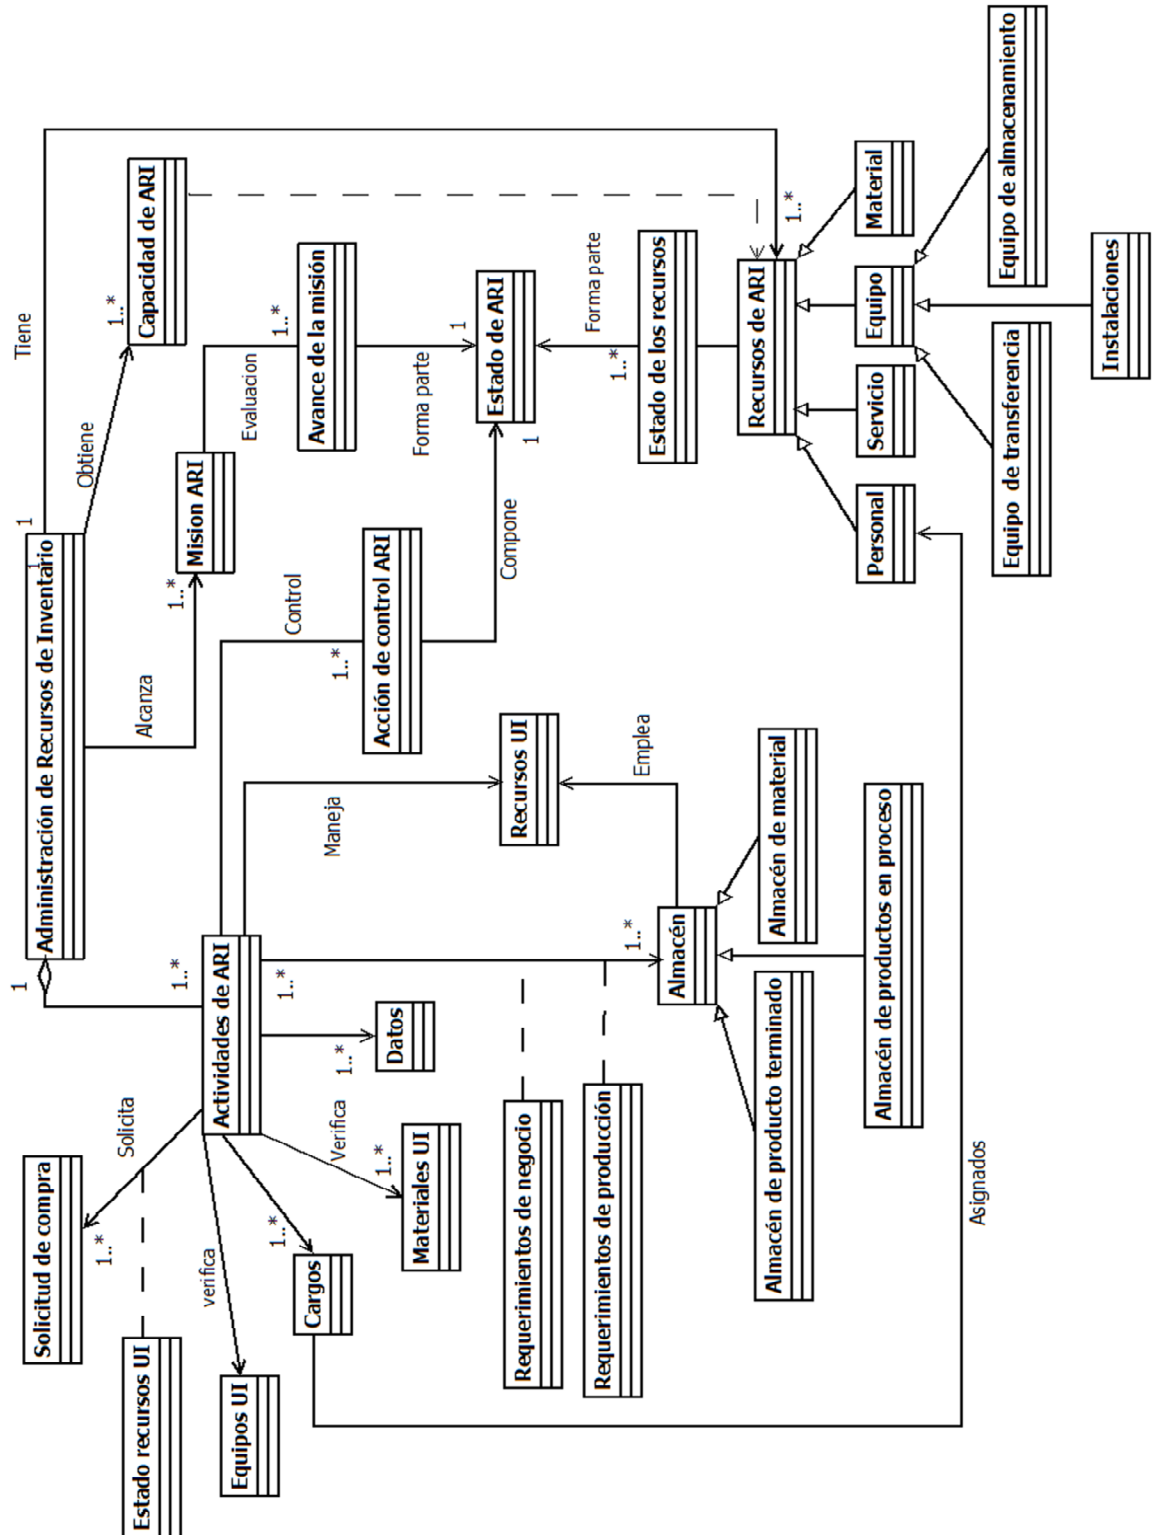 Solicitud de compra
1..*
Estado recursos UI
Solicita
verifica
Equipos UI
1
Administración de Recursos de Inventario
1
1
Tiene
Obtiene
1..*
Capacidad de ARI
Alcanza
1..*
Mision ARI
1..*
Actividades de ARI
1..*
Cargos
1..*
Verifica
1..*
Materiales UI
1..*
Datos
Maneja
Control
1..*
Acción de control ARI
Evaluacion
1..*
Avance de la misión
Forma parte
1
Estado de ARI
1
Compone
Recursos UI
Emplea
Requerimientos de negocio
Requerimientos de producción
1..*
Almacén
Almacén de producto terminado
Almacén de productos en proceso
Almacén de material
Forma parte
1..*
Estado de los recursos
1..*
Recursos de ARI
Personal
Servicio
Equipo
Material
Asignados
Equipo de transferencia
Instalaciones
Equipo de almacenamiento